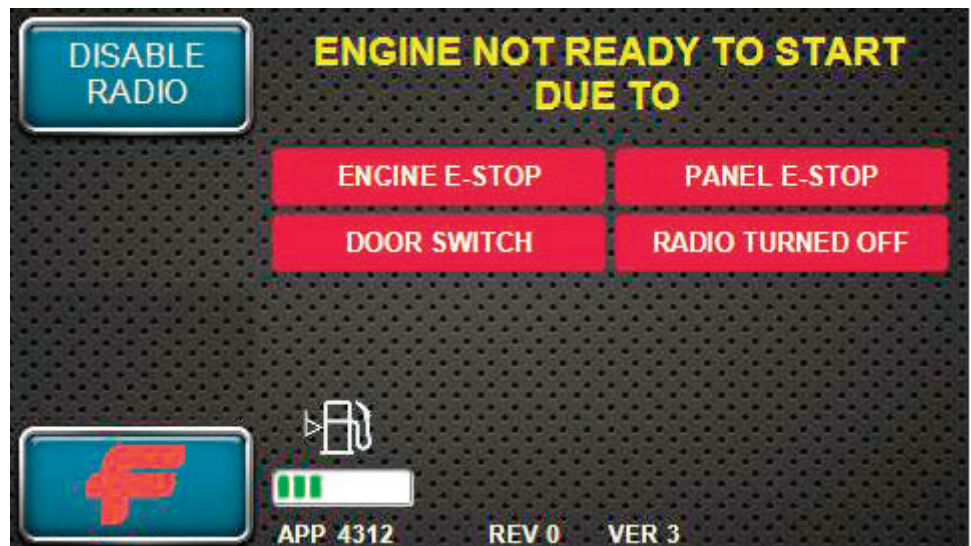 DISABLE
RADIO
ENGINE NOT READY TO START
DUE TO
ENGINE E-STOP
PANEL E-STOP
DOOR SWITCH
RADIO TURNED OFF
APP 4312 REV 0 VER 3